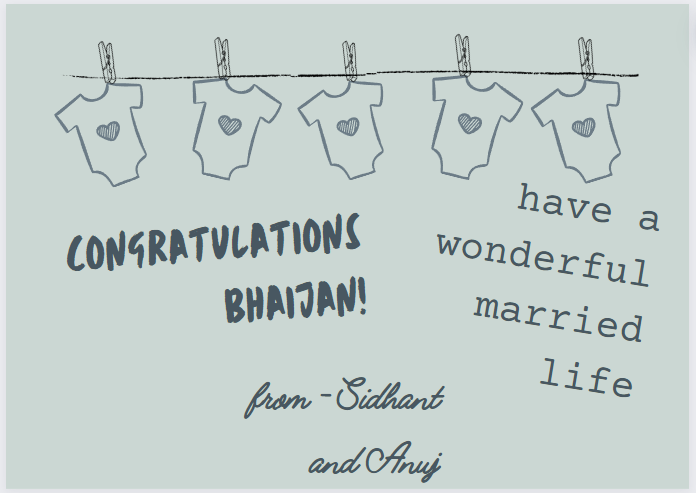 CONGRATULATIONS
BHAIJAN!
have a
wonderful
married
life
from - Sidhant
and Anuj